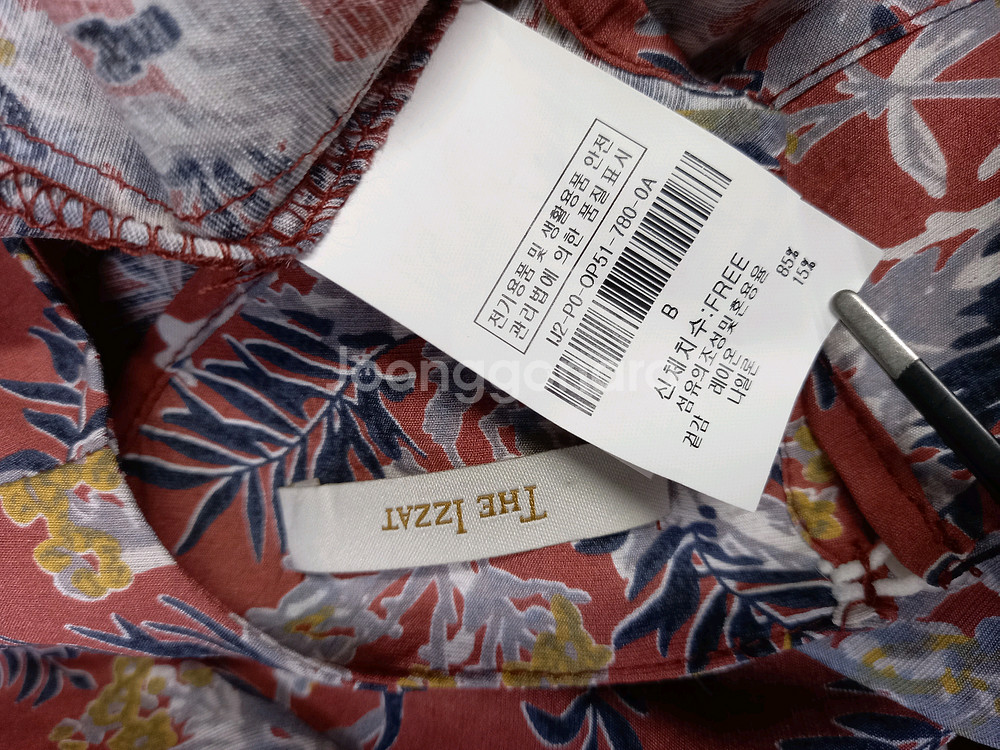 전기용품 및 생활용품 안전
관리법에 의한 품질 표시
IJ2-P0-OP51-780-0A
B
신체치수:FREE
섬유의조성및혼용율
겉감 레이온 85%
나일론 15%
THE IZZAT
Joonggonara